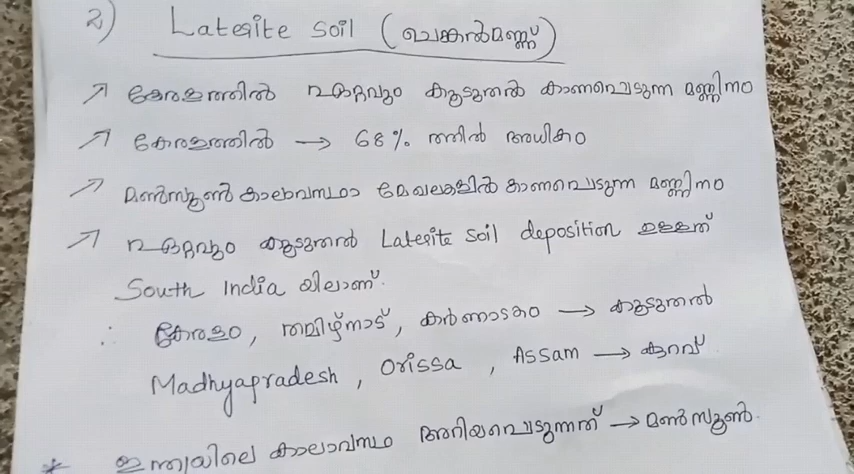 2) Laterite soil (ചെങ്കൽമണ്ണ്)
↗ കേരളത്തിൽ ഏറ്റവും കൂടുതൽ കാണപ്പെടുന്ന മണ്ണിനം
↗ കേരളത്തിൽ → 68% ത്തിൽ അധികം
↗ മൺസൂൺ കാലാവസ്ഥാ മേഖലകളിൽ കാണപ്പെടുന്ന മണ്ണിനം
↗ ഏറ്റവും കൂടുതൽ Laterite soil deposition ഉള്ളത്
South India യിലാണ്.
∴ കേരളം, തമിഴ്നാട്, കർണാടകം → കൂടുതൽ
Madhyapradesh, Orissa, Assam → കുറവ്
* ഇന്ത്യയിലെ കാലാവസ്ഥ അറിയപ്പെടുന്നത് → മൺസൂൺ.